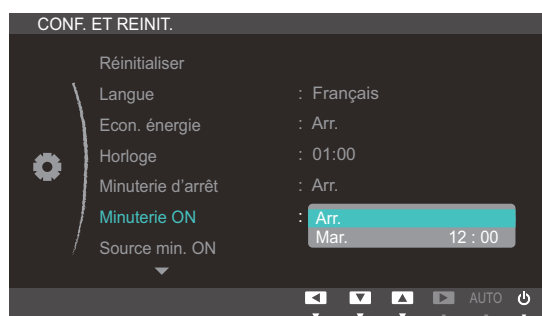 CONF. ET REINIT.
Réinitialiser
Langue : Français
Econ. énergie : Arr.
Horloge : 01:00
Minuterie d'arrêt : Arr.
Minuterie ON : Arr.
Mar. 12 : 00
Source min. ON
AUTO